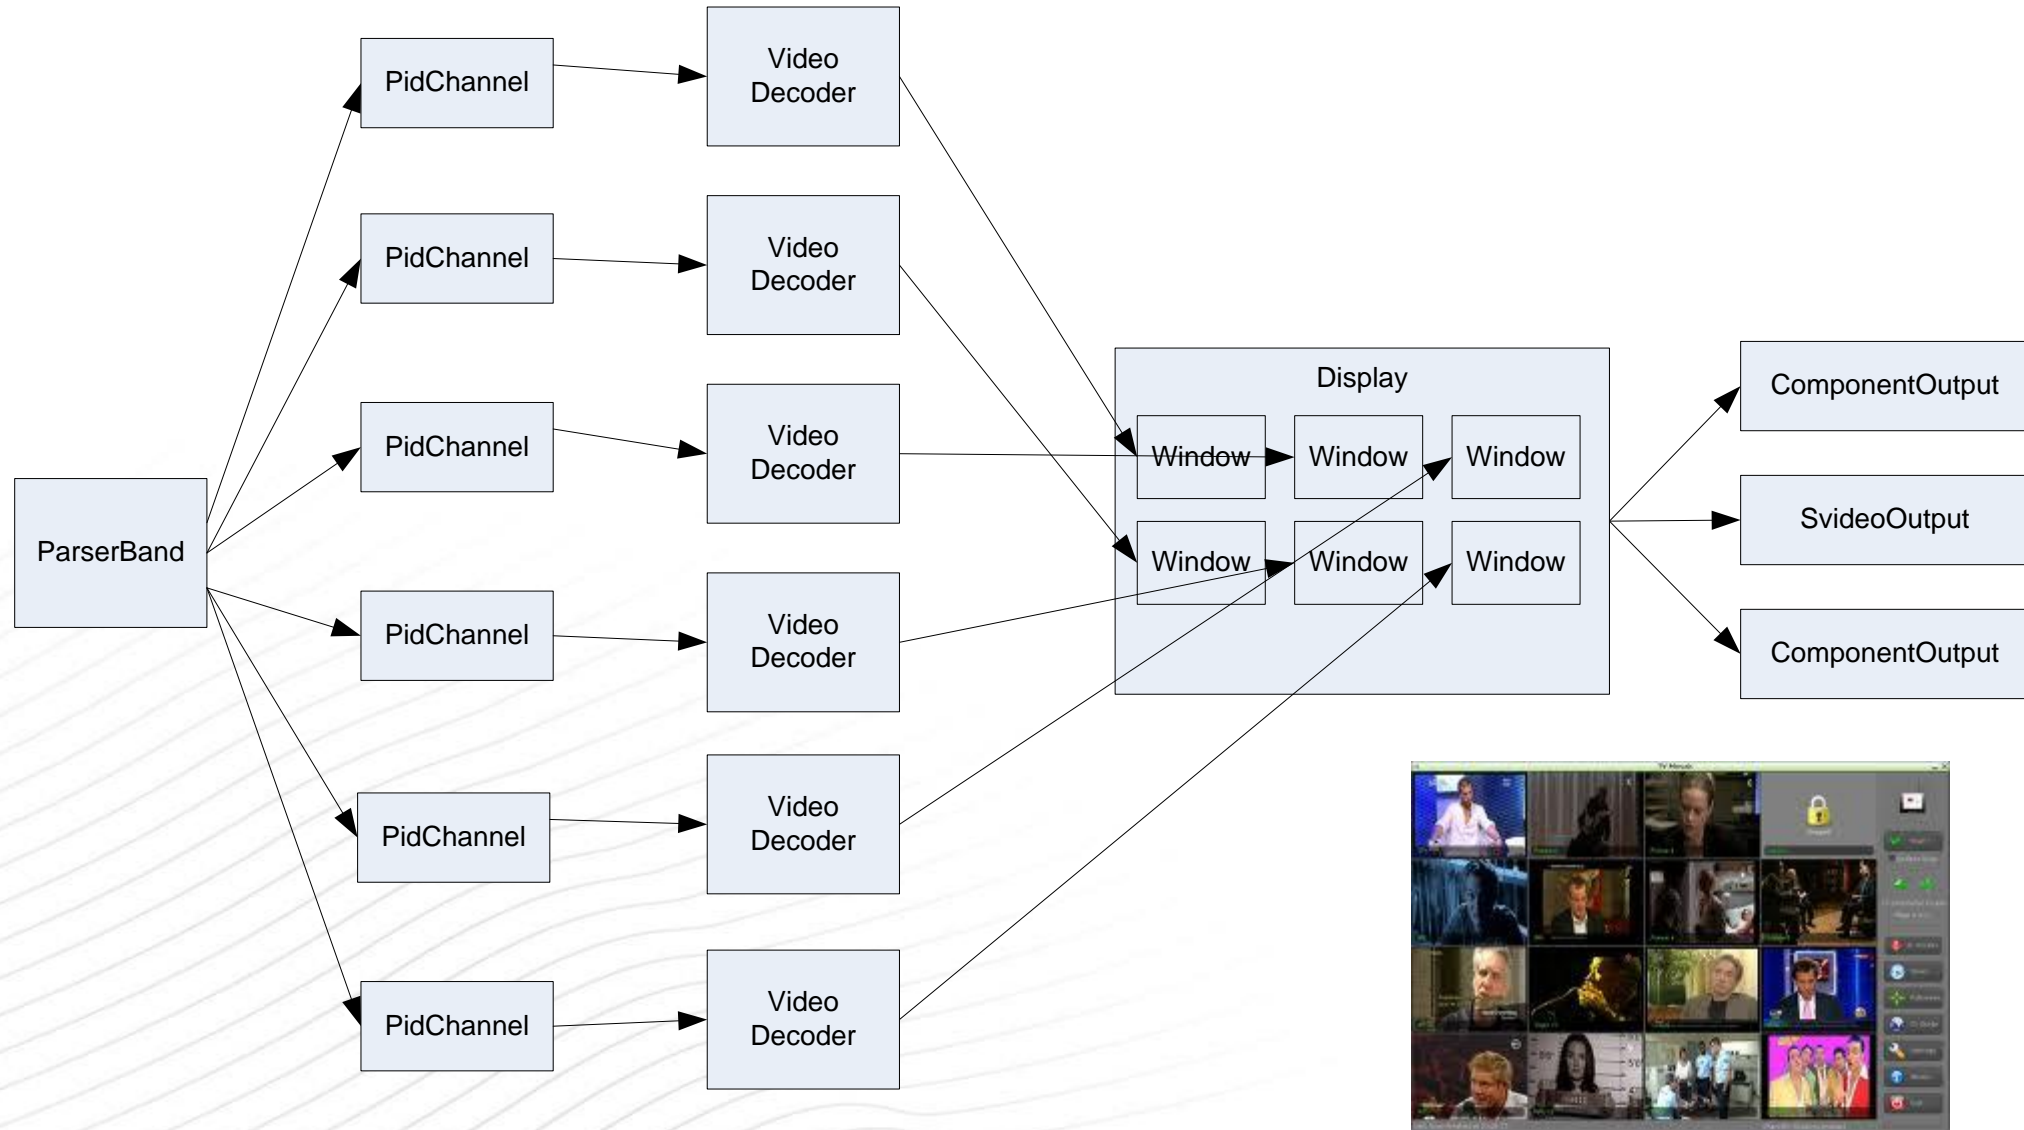 PidChannel
Video
Decoder
PidChannel
Video
Decoder
PidChannel
Video
Decoder
Display
Window Window Window
Window Window Window
ComponentOutput
SvideoOutput
ComponentOutput
ParserBand
PidChannel
Video
Decoder
PidChannel
Video
Decoder
PidChannel
Video
Decoder